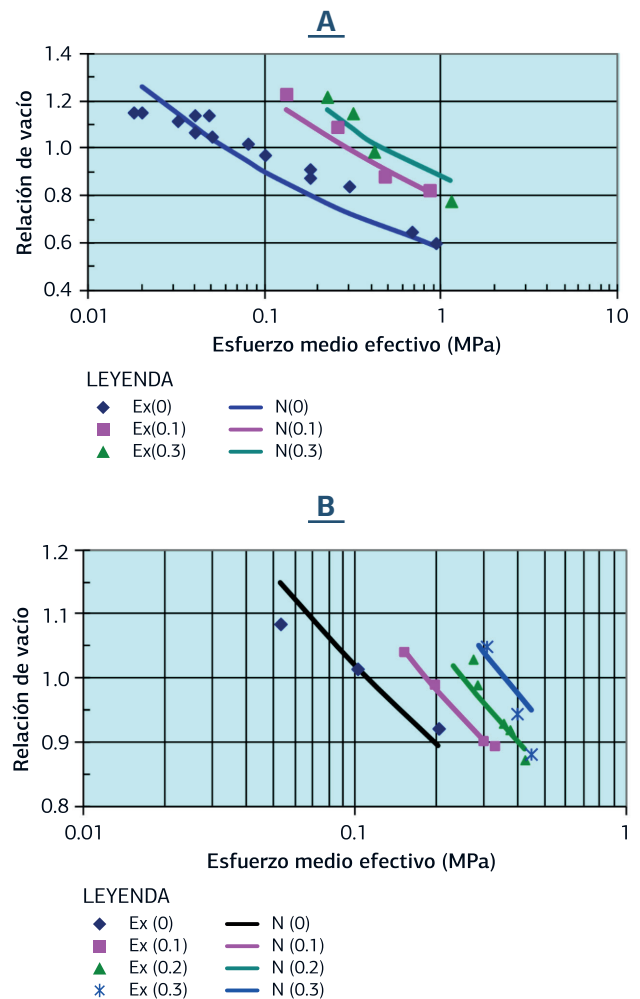 A
1.4
1.2
1.0
0.8
0.6
0.4
Relación de vacío
0.01 0.1 1 10
Esfuerzo medio efectivo (MPa)
LEYENDA
Ex(0) N(0)
Ex(0.1) N(0.1)
Ex(0.3) N(0.3)
B
1.2
1.1
1.0
0.9
0.8
Relación de vacío
0.01 0.1 1
Esfuerzo medio efectivo (MPa)
LEYENDA
Ex (0) N (0)
Ex (0.1) N (0.1)
Ex (0.2) N (0.2)
Ex (0.3) N (0.3)